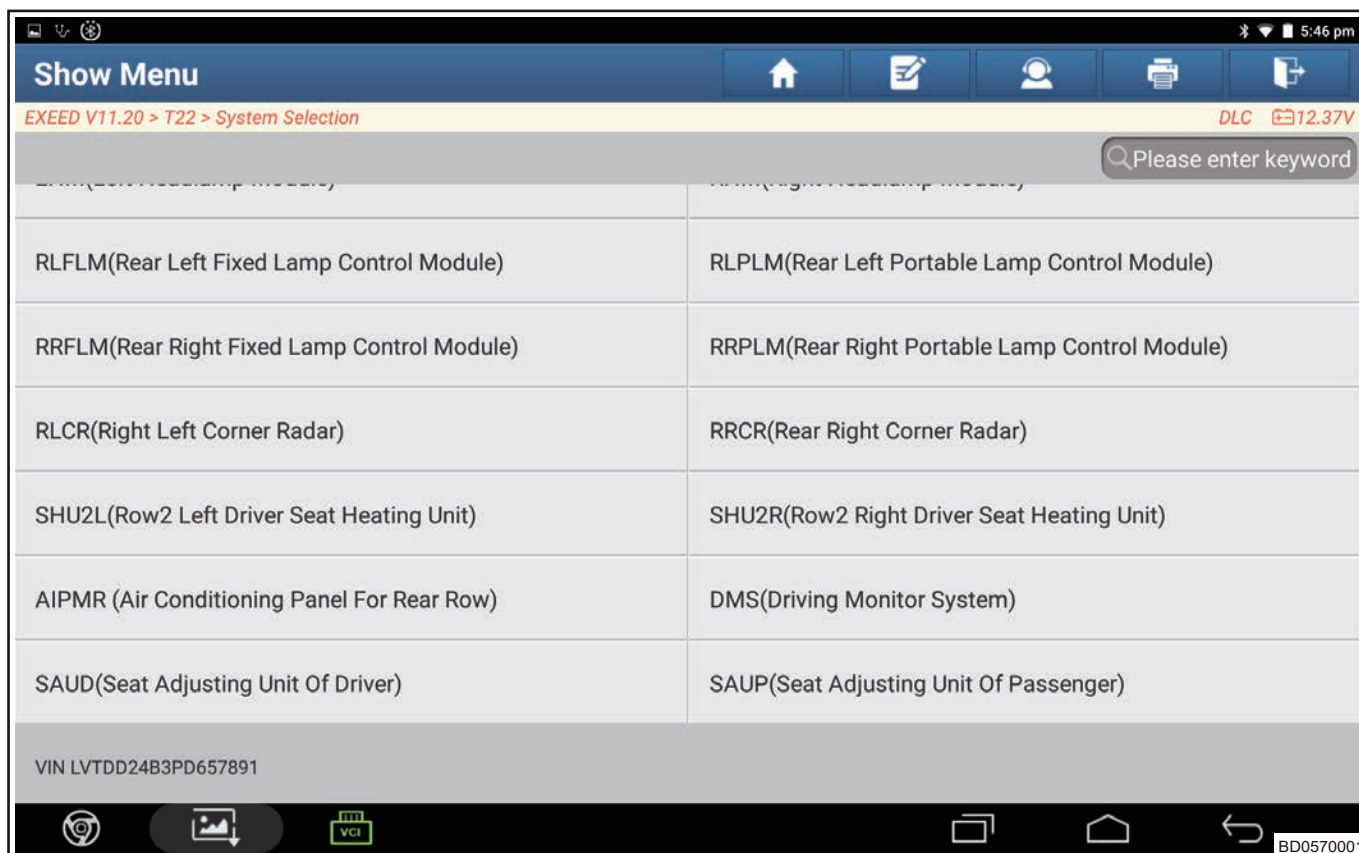 5:46 pm
Show Menu
EXEED V11.20 > T22 > System Selection
DLC 12.37V
Please enter keyword
RLFLM(Rear Left Fixed Lamp Control Module)
RLPLM(Rear Left Portable Lamp Control Module)
RRFLM(Rear Right Fixed Lamp Control Module)
RRPLM(Rear Right Portable Lamp Control Module)
RLCR(Right Left Corner Radar)
RRCR(Rear Right Corner Radar)
SHU2L(Row2 Left Driver Seat Heating Unit)
SHU2R(Row2 Right Driver Seat Heating Unit)
AIPMR (Air Conditioning Panel For Rear Row)
DMS(Driving Monitor System)
SAUD(Seat Adjusting Unit Of Driver)
SAUP(Seat Adjusting Unit Of Passenger)
VIN LVTDD24B3PD657891
VCI
BD057001